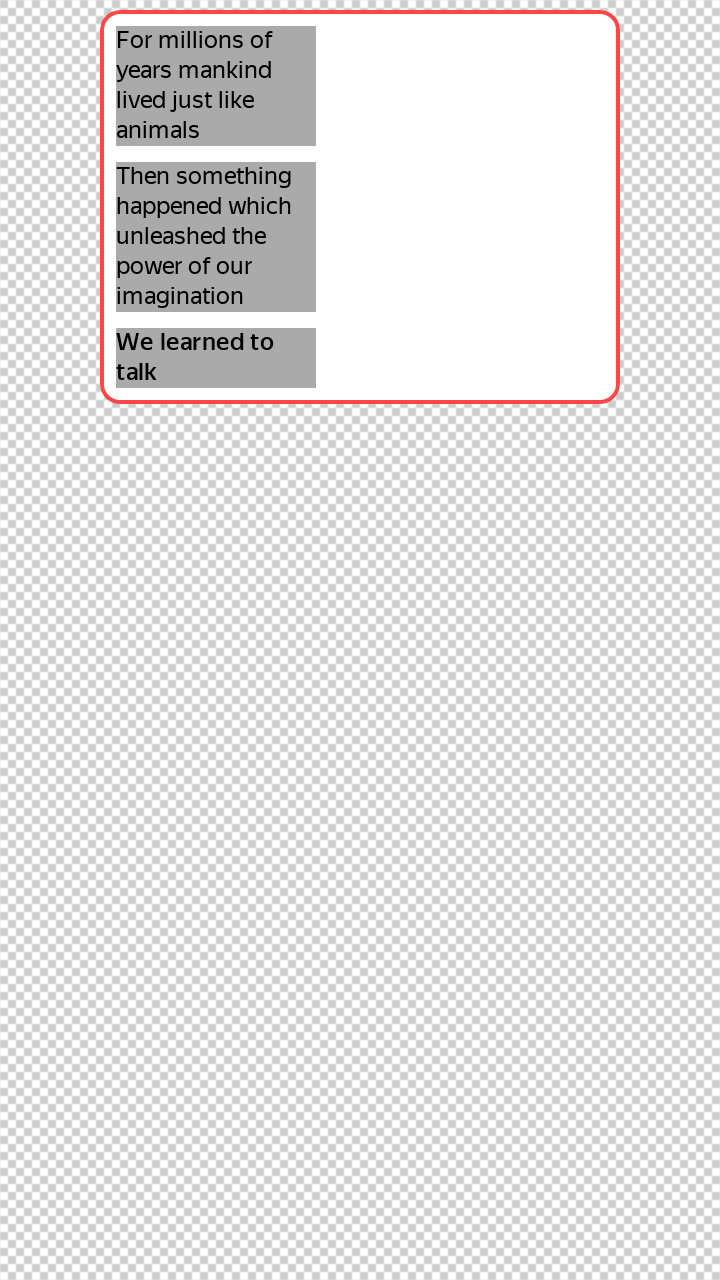 For millions of
years mankind
lived just like
animals
Then something
happened which
unleashed the
power of our
imagination
We learned to
talk